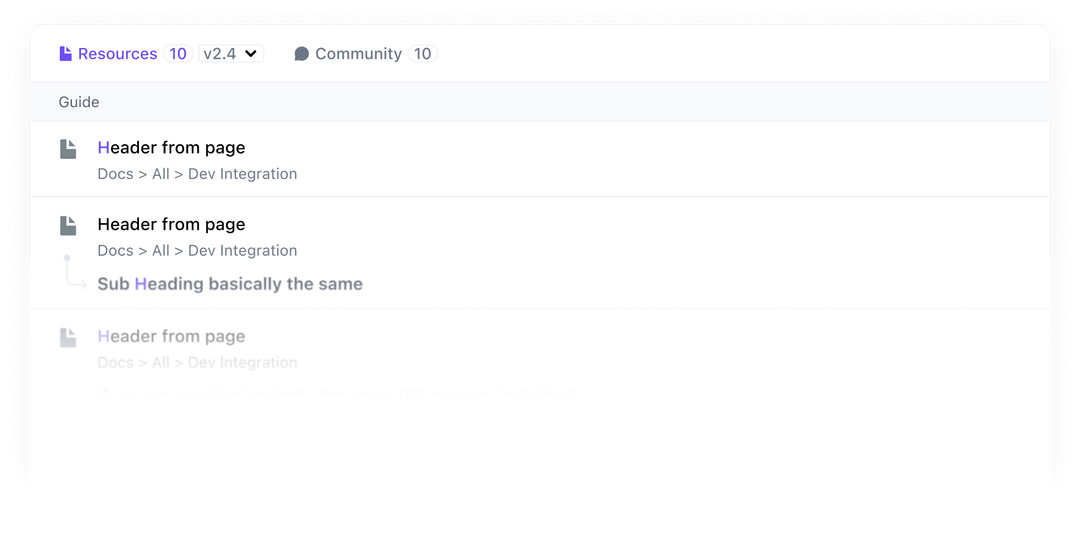 Resources 10 v2.4 Community 10
Guide
Header from page
Docs > All > Dev Integration
Header from page
Docs > All > Dev Integration
Sub Heading basically the same
Header from page
Docs > All > Dev Integration